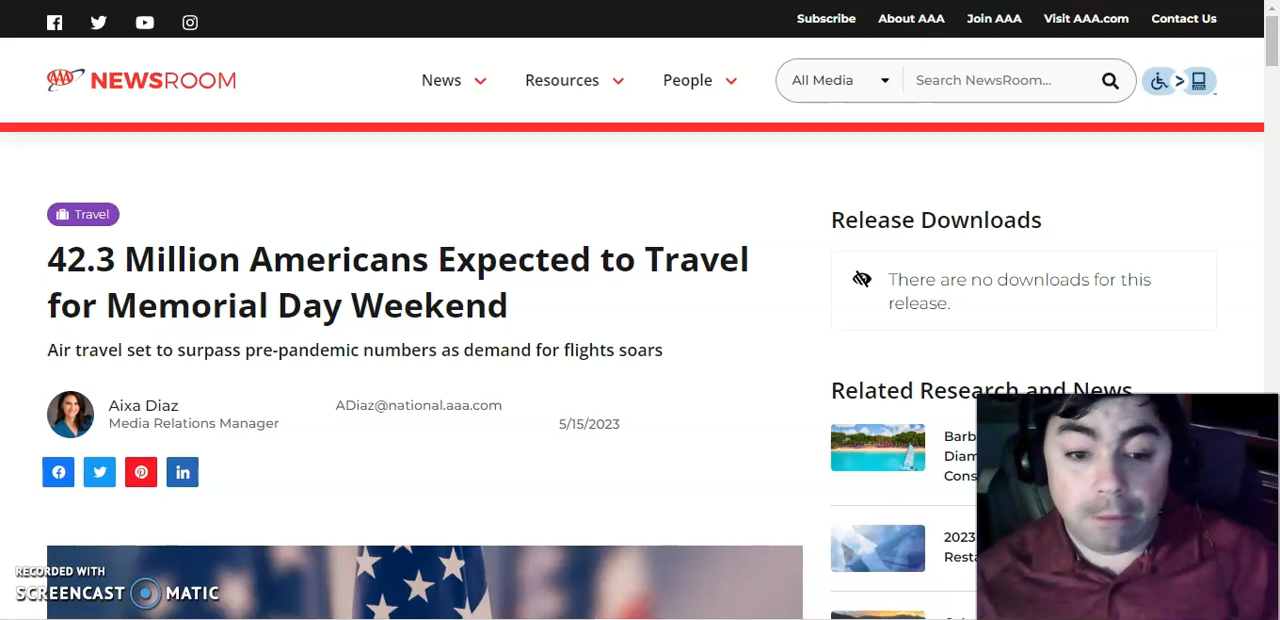 Subscribe About AAA Join AAA Visit AAA.com Contact Us
AAA NEWSROOM
News Resources People All Media Search NewsRoom...
Travel
42.3 Million Americans Expected to Travel
for Memorial Day Weekend
Air travel set to surpass pre-pandemic numbers as demand for flights soars
Aixa Diaz
Media Relations Manager
ADiaz@national.aaa.com
5/15/2023
Release Downloads
There are no downloads for this
release.
Related Research and News
2023
RECORDED WITH
SCREENCAST MATIC